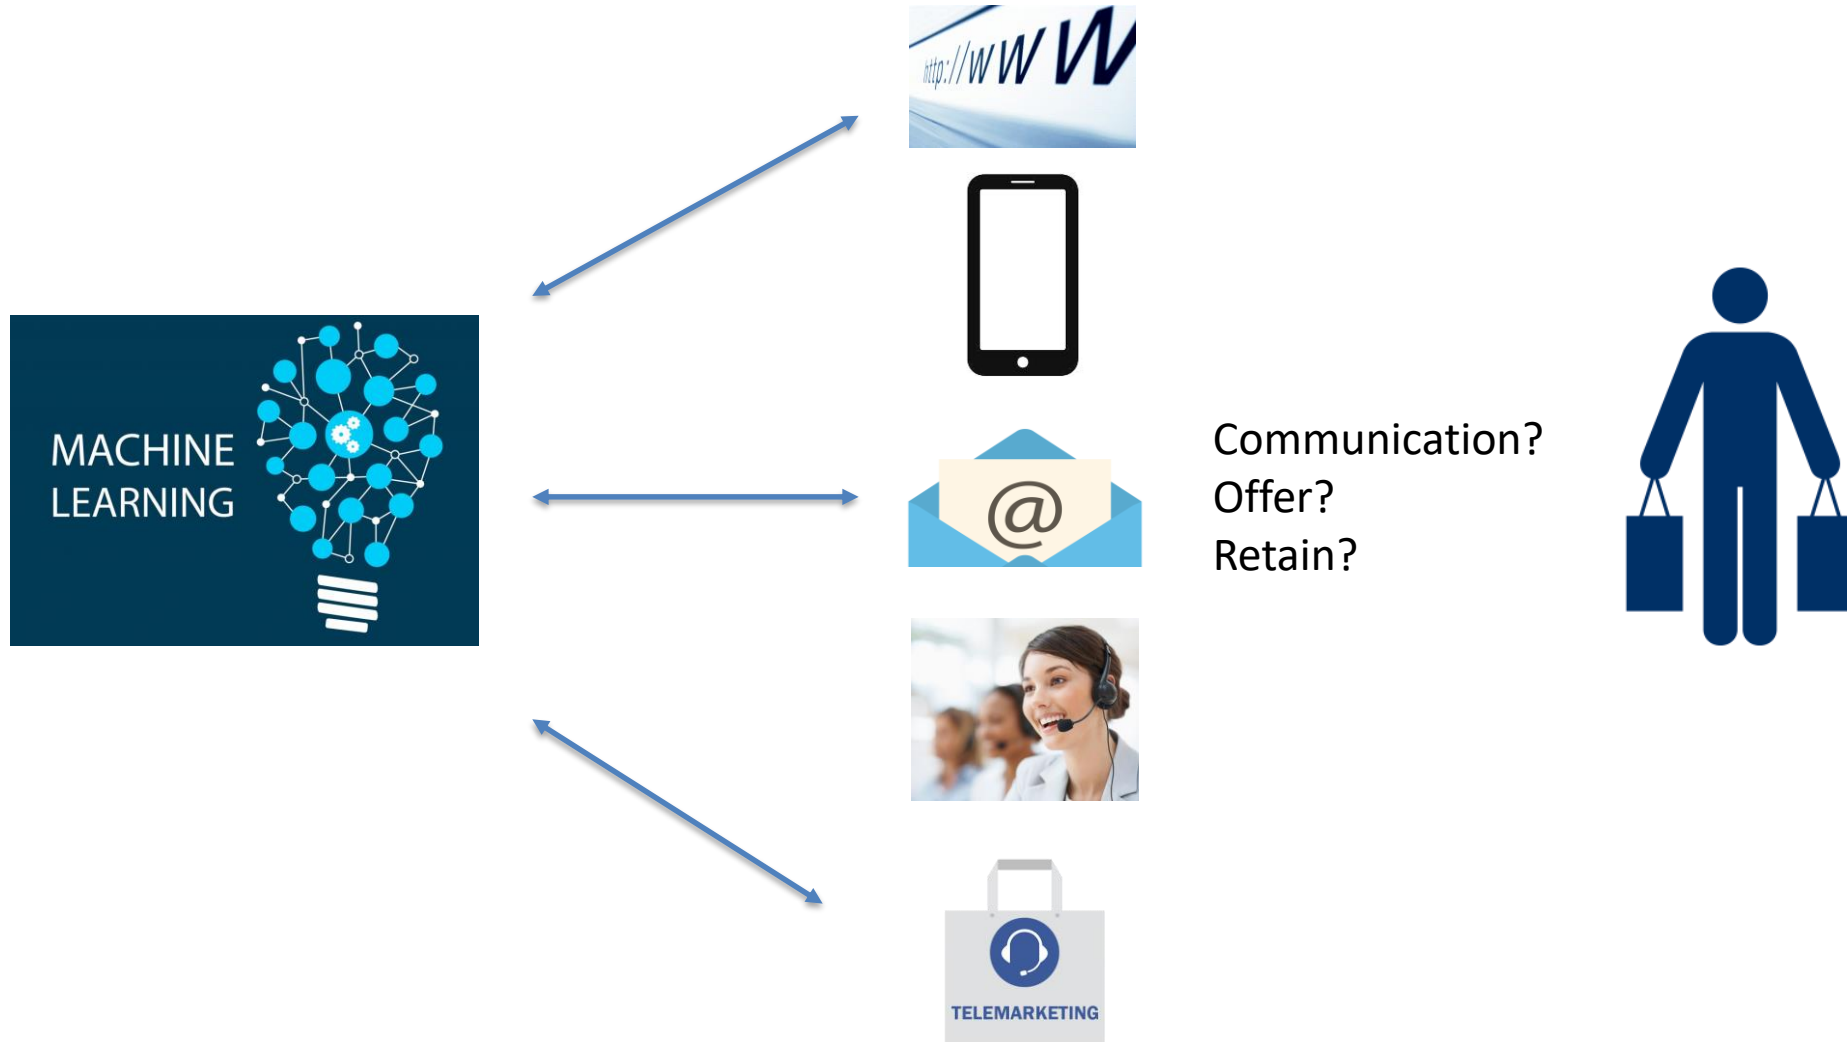 http://www
MACHINE
LEARNING
@
Communication?
Offer?
Retain?
TELEMARKETING